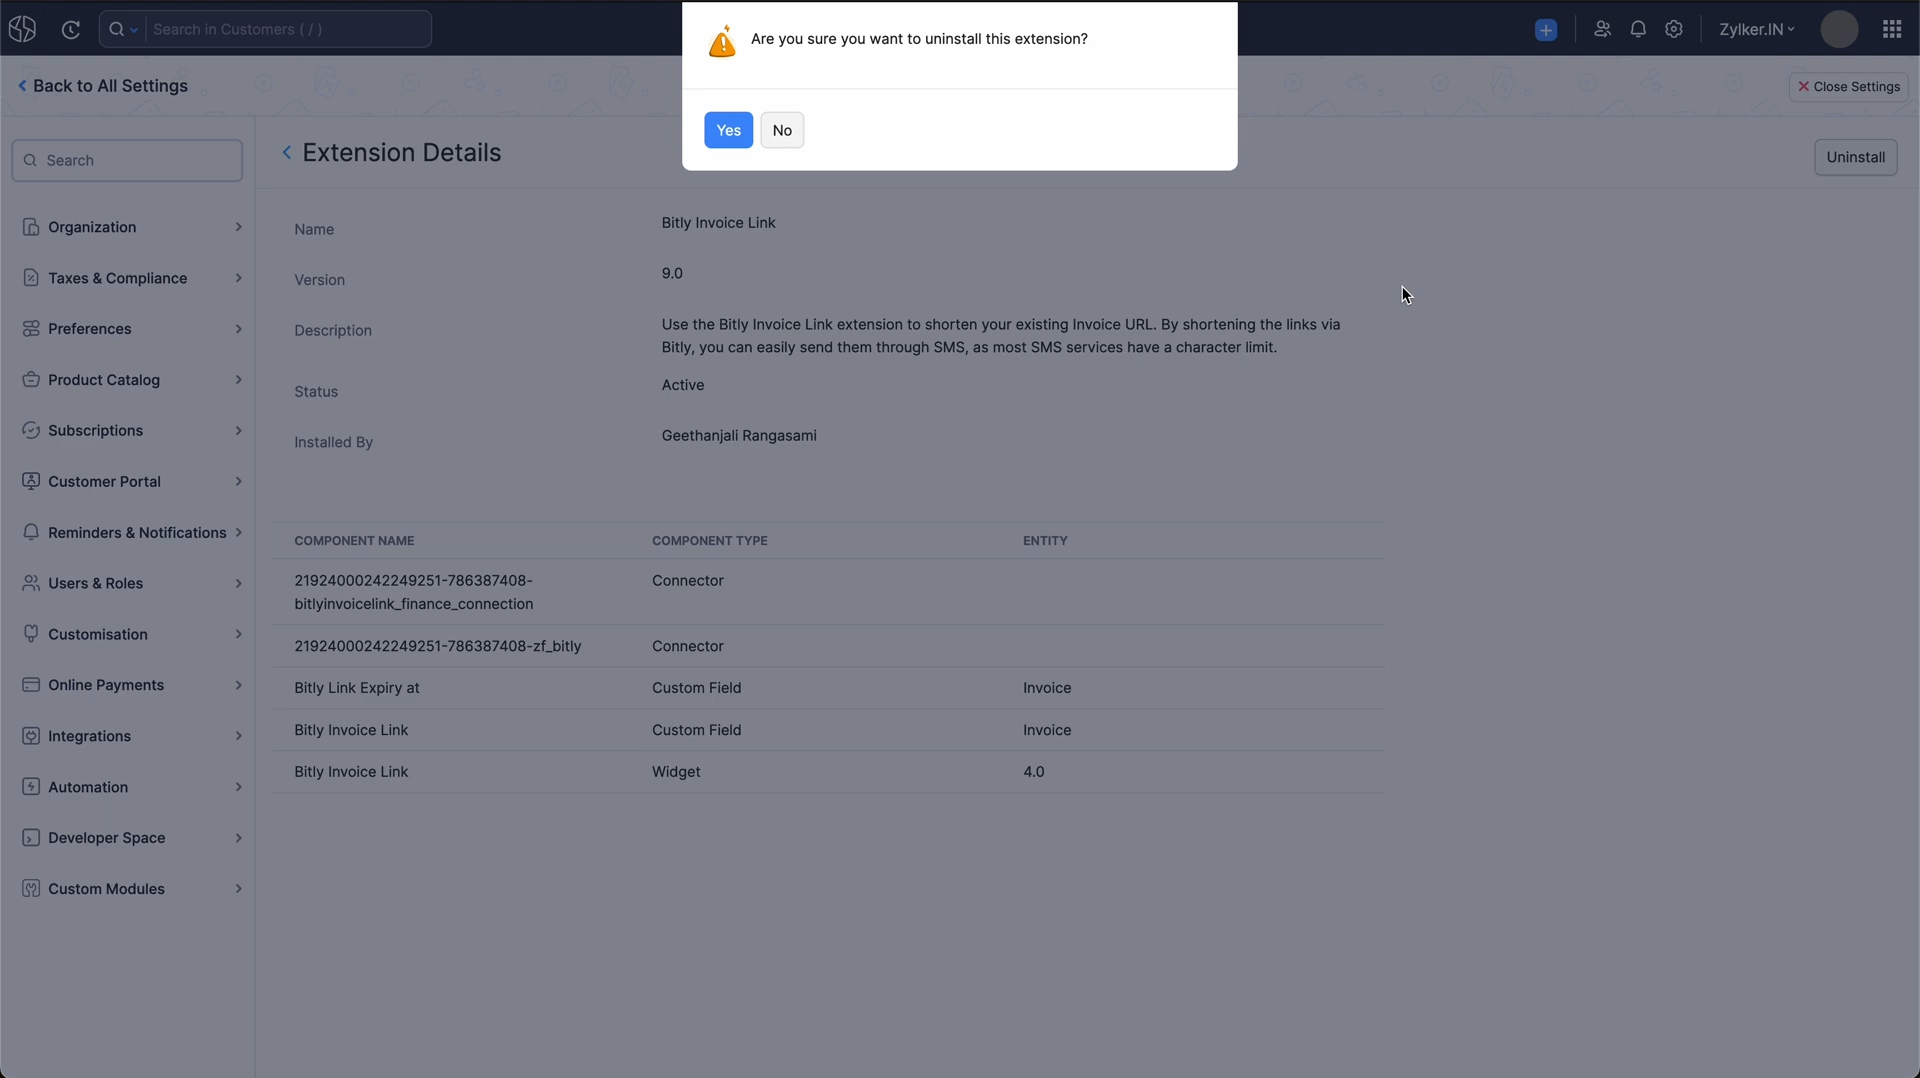 Search in Customers ( / )
Are you sure you want to uninstall this extension?
Zylker.IN
Back to All Settings
Close Settings
Yes
No
Search
Extension Details
Uninstall
Organization
Taxes & Compliance
Preferences
Product Catalog
Subscriptions
Customer Portal
Reminders & Notifications
Users & Roles
Customisation
Online Payments
Integrations
Automation
Developer Space
Custom Modules
Name
Bitly Invoice Link
Version
9.0
Description
Use the Bitly Invoice Link extension to shorten your existing Invoice URL. By shortening the links via
Bitly, you can easily send them through SMS, as most SMS services have a character limit.
Status
Active
Installed By
Geethanjali Rangasami
COMPONENT NAME COMPONENT TYPE ENTITY
21924000242249251-786387408- Connector
bitlyinvoicelink_finance_connection
21924000242249251-786387408-zf_bitly Connector
Bitly Link Expiry at Custom Field Invoice
Bitly Invoice Link Custom Field Invoice
Bitly Invoice Link Widget 4.0